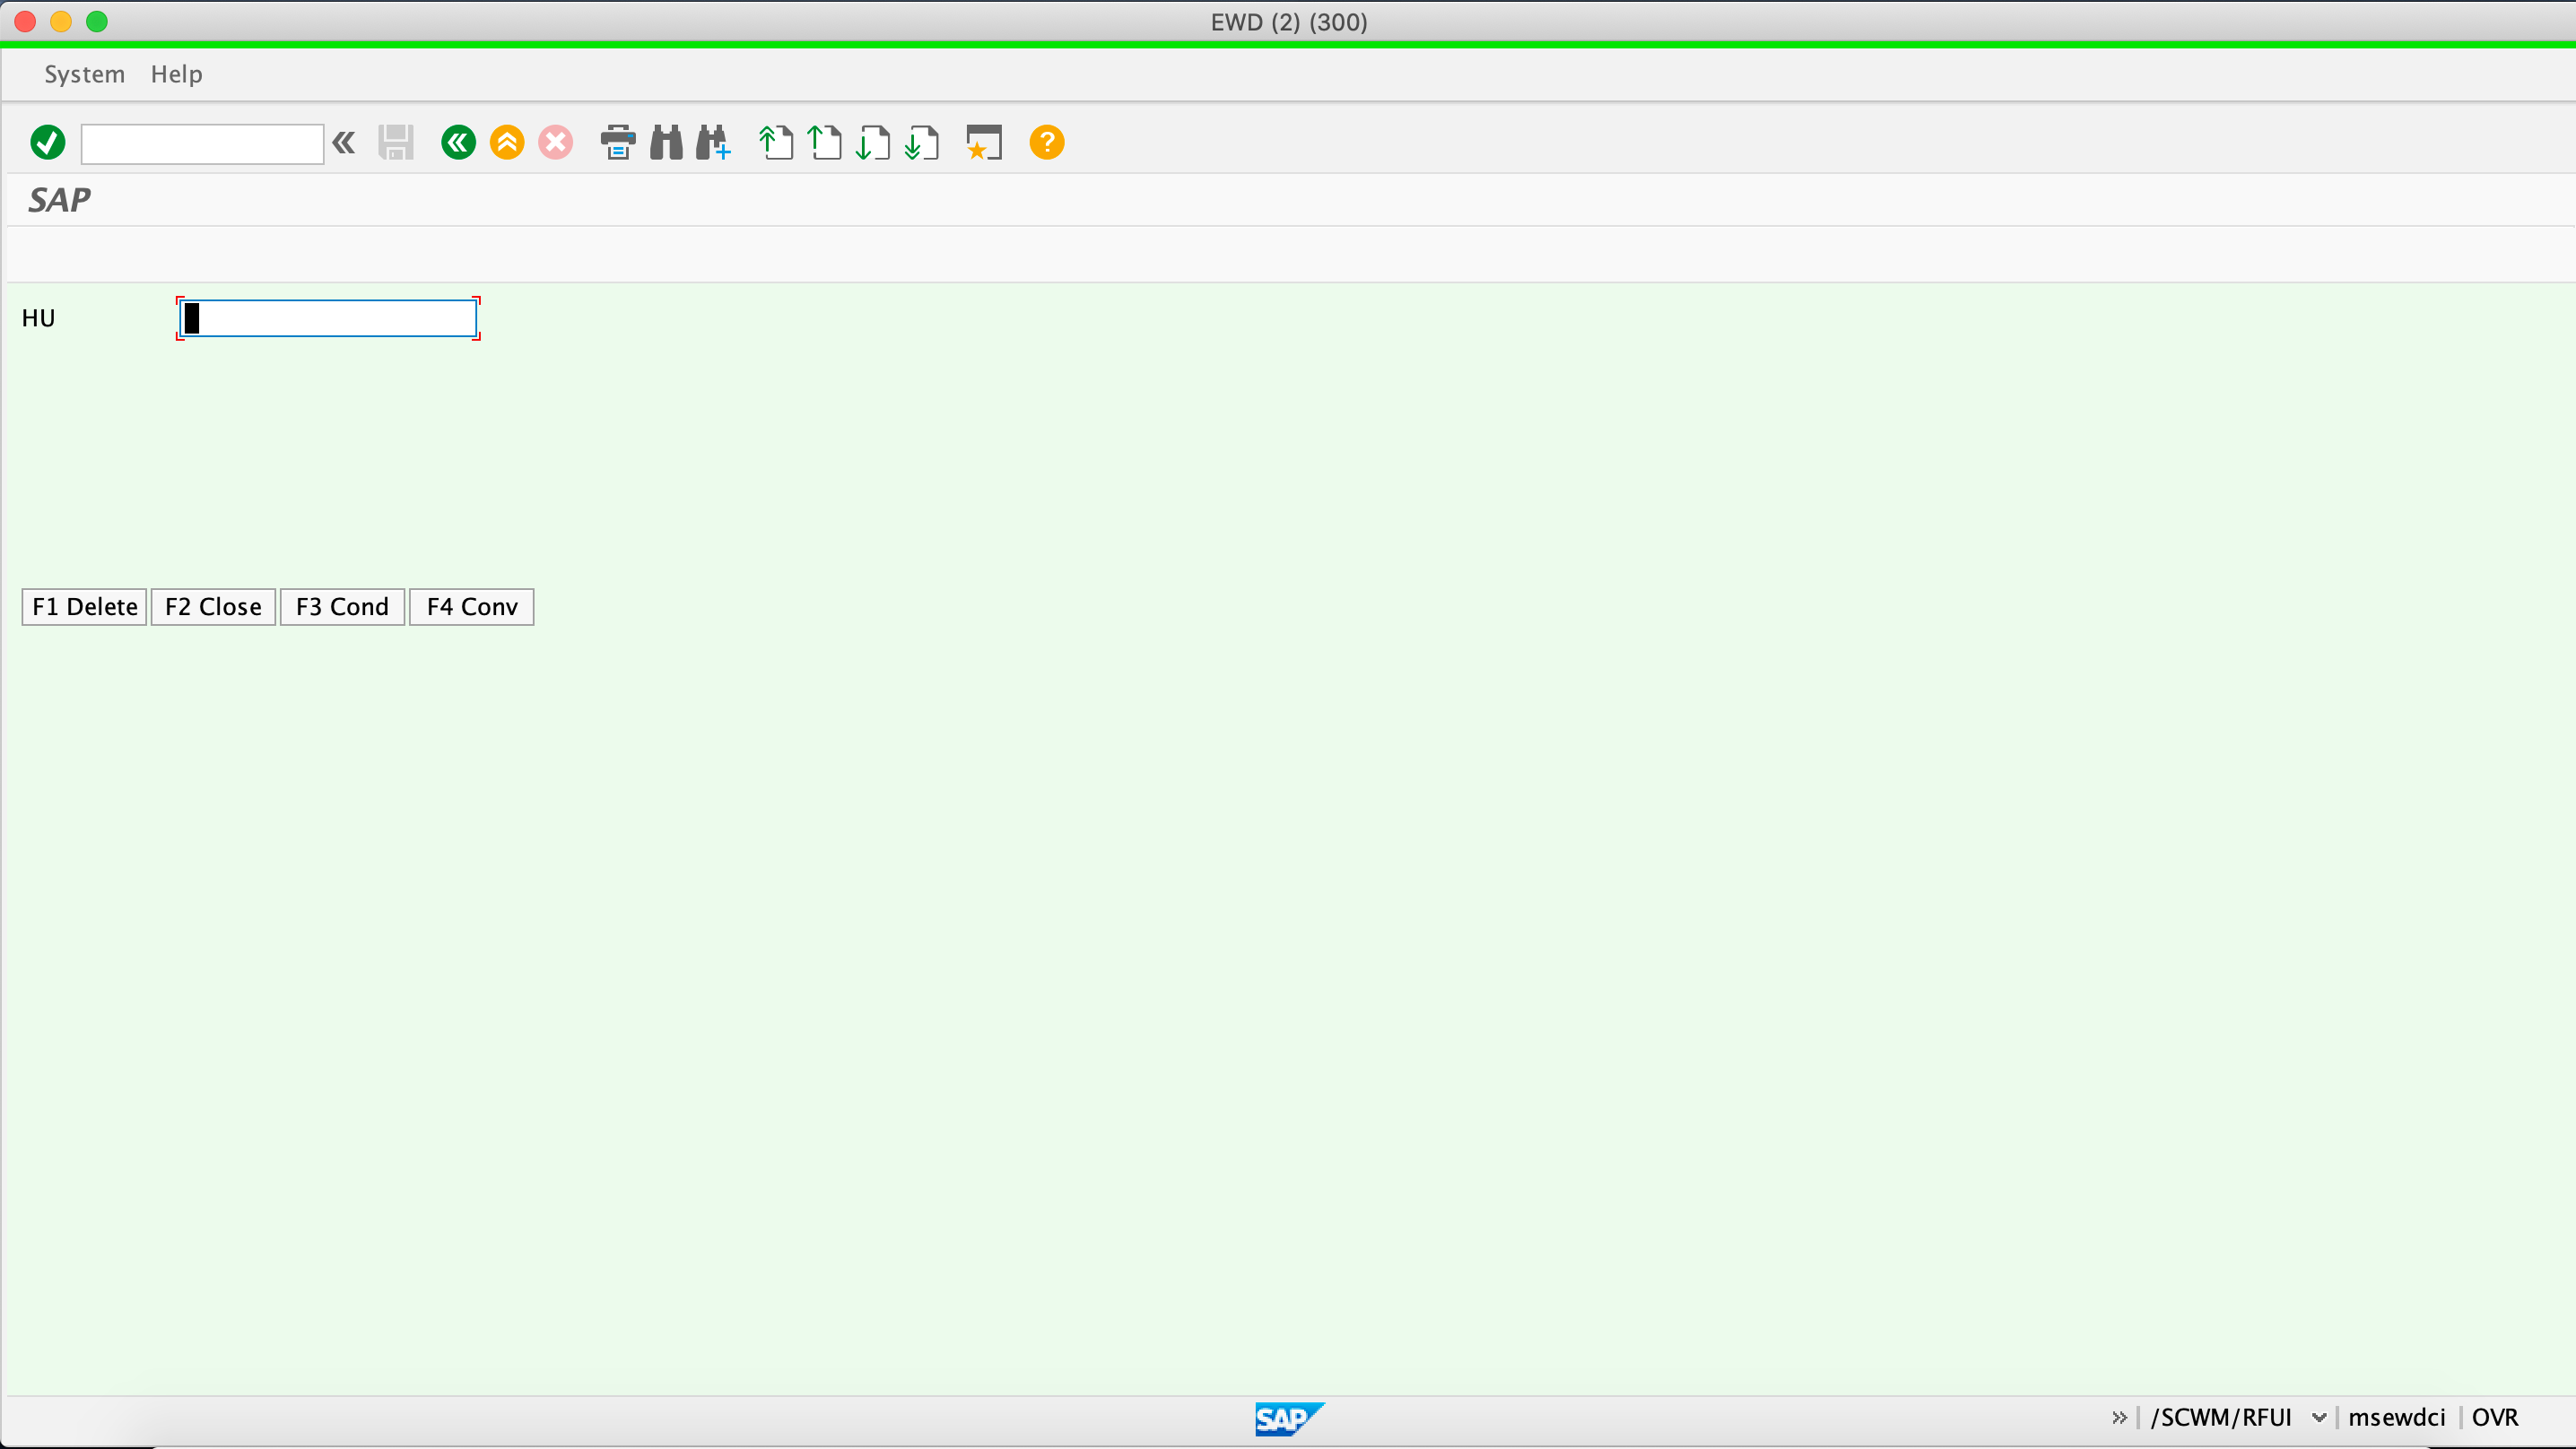 EWD (2) (300)
System Help
SAP
HU
F1 Delete F2 Close F3 Cond F4 Conv
SAP /SCWM/RFUI msewdci OVR